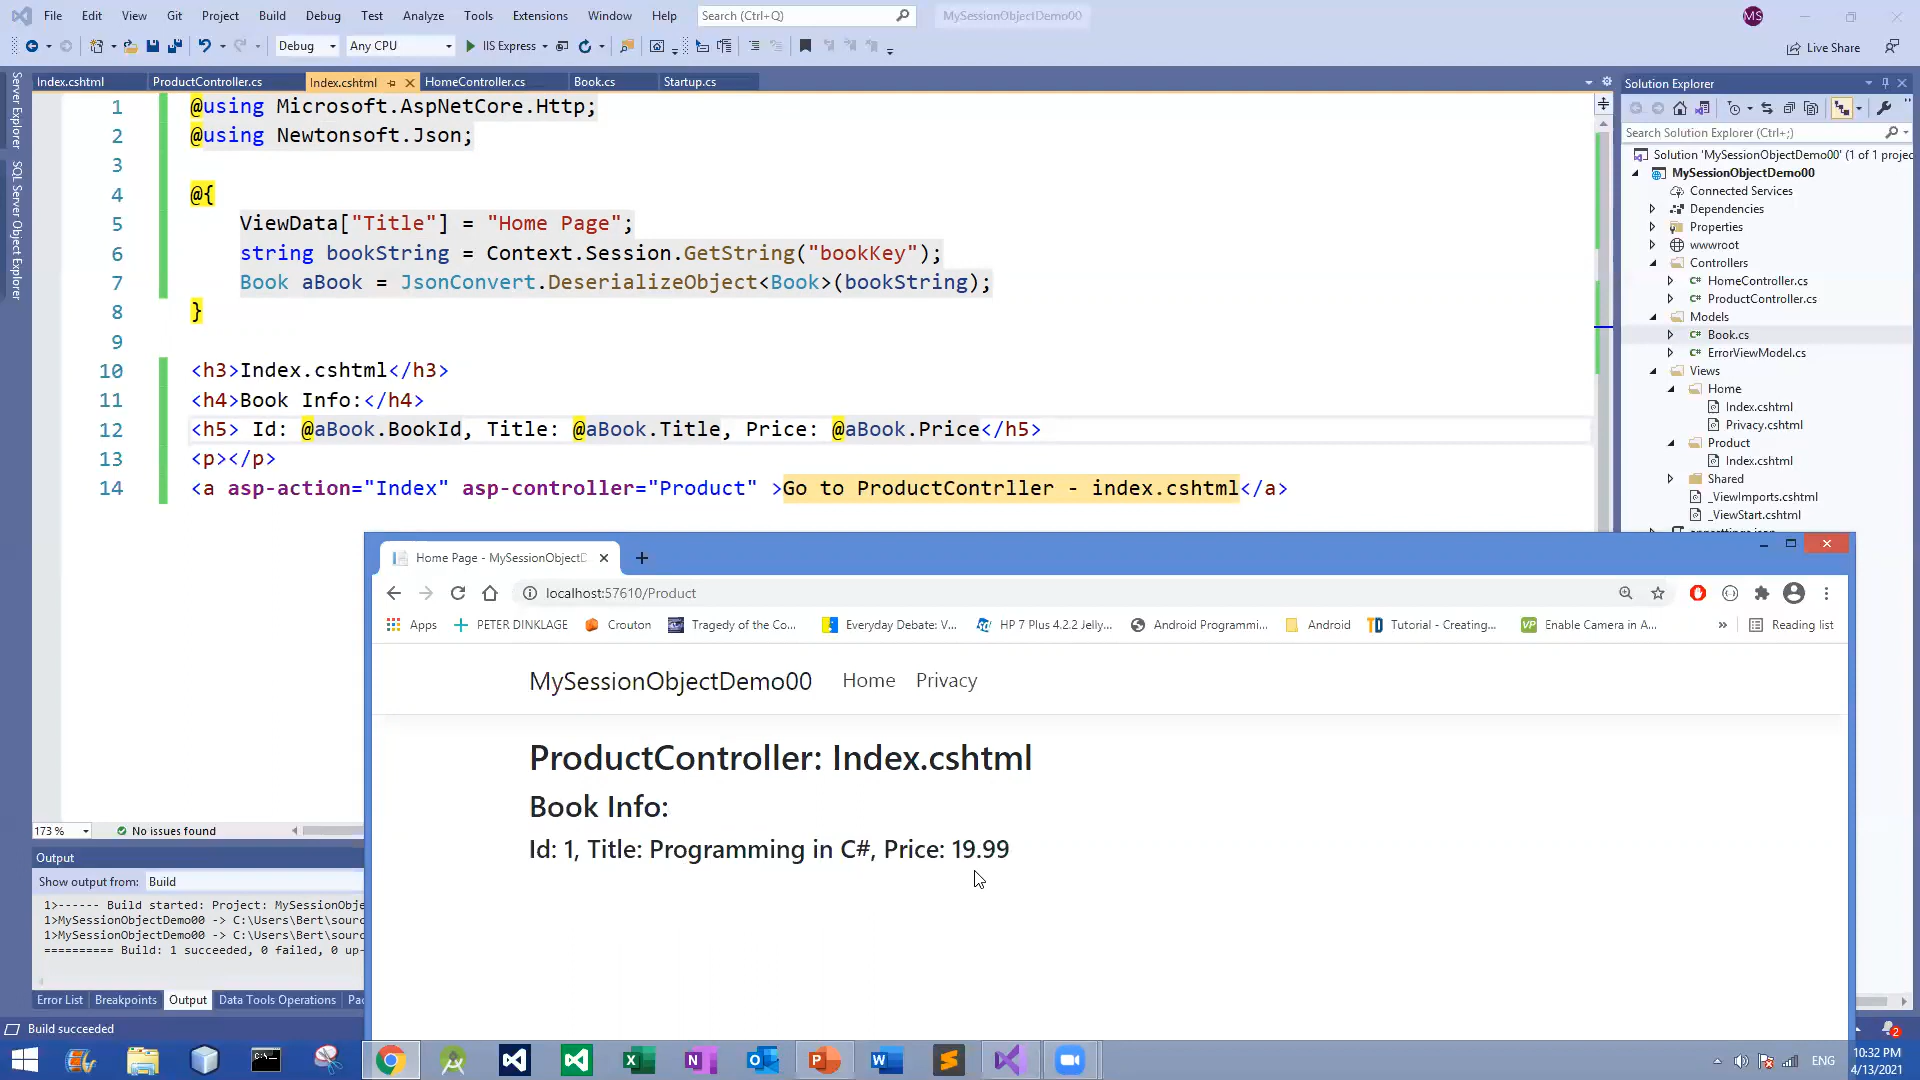 File Edit View Git Project Build Debug Test Analyze Tools Extensions Window Help Search (Ctrl+Q) MySessionObjectDemo00 MS
Debug Any CPU IIS Express Live Share
Index.cshtml ProductController.cs Index.cshtml HomeController.cs Book.cs Startup.cs
Server Explorer
SQL Server Object Explorer
1 @using Microsoft.AspNetCore.Http;
2 @using Newtonsoft.Json;
3
4 @{
5 ViewData["Title"] = "Home Page";
6 string bookString = Context.Session.GetString("bookKey");
7 Book aBook = JsonConvert.DeserializeObject<Book>(bookString);
8 }
9
10 <h3>Index.cshtml</h3>
11 <h4>Book Info:</h4>
12 <h5> Id: @aBook.BookId, Title: @aBook.Title, Price: @aBook.Price</h5>
13 <p></p>
14 <a asp-action="Index" asp-controller="Product" >Go to ProductContrller - index.cshtml</a>
Solution Explorer
Search Solution Explorer (Ctrl+;)
Solution 'MySessionObjectDemo00' (1 of 1 projec
MySessionObjectDemo00
Connected Services
Dependencies
Properties
wwwroot
Controllers
C# HomeController.cs
C# ProductController.cs
Models
C# Book.cs
C# ErrorViewModel.cs
Views
Home
Index.cshtml
Privacy.cshtml
Product
Index.cshtml
Shared
_ViewImports.cshtml
_ViewStart.cshtml
Home Page - MySessionObjectD
localhost:57610/Product
Apps PETER DINKLAGE Crouton Tragedy of the Co... Everyday Debate: V... HP 7 Plus 4.2.2 Jelly... Android Programmi... Android Tutorial - Creating... Enable Camera in A... » Reading list
MySessionObjectDemo00 Home Privacy
ProductController: Index.cshtml
Book Info:
Id: 1, Title: Programming in C#, Price: 19.99
173 % No issues found
Output
Show output from: Build
1>------ Build started: Project: MySessionObje
1>MySessionObjectDemo00 -> C:\Users\Bert\sourc
1>MySessionObjectDemo00 -> C:\Users\Bert\sourc
========== Build: 1 succeeded, 0 failed, 0 up-
Error List Breakpoints Output Data Tools Operations Pac
Build succeeded 2
ENG 10:32 PM
4/13/2021